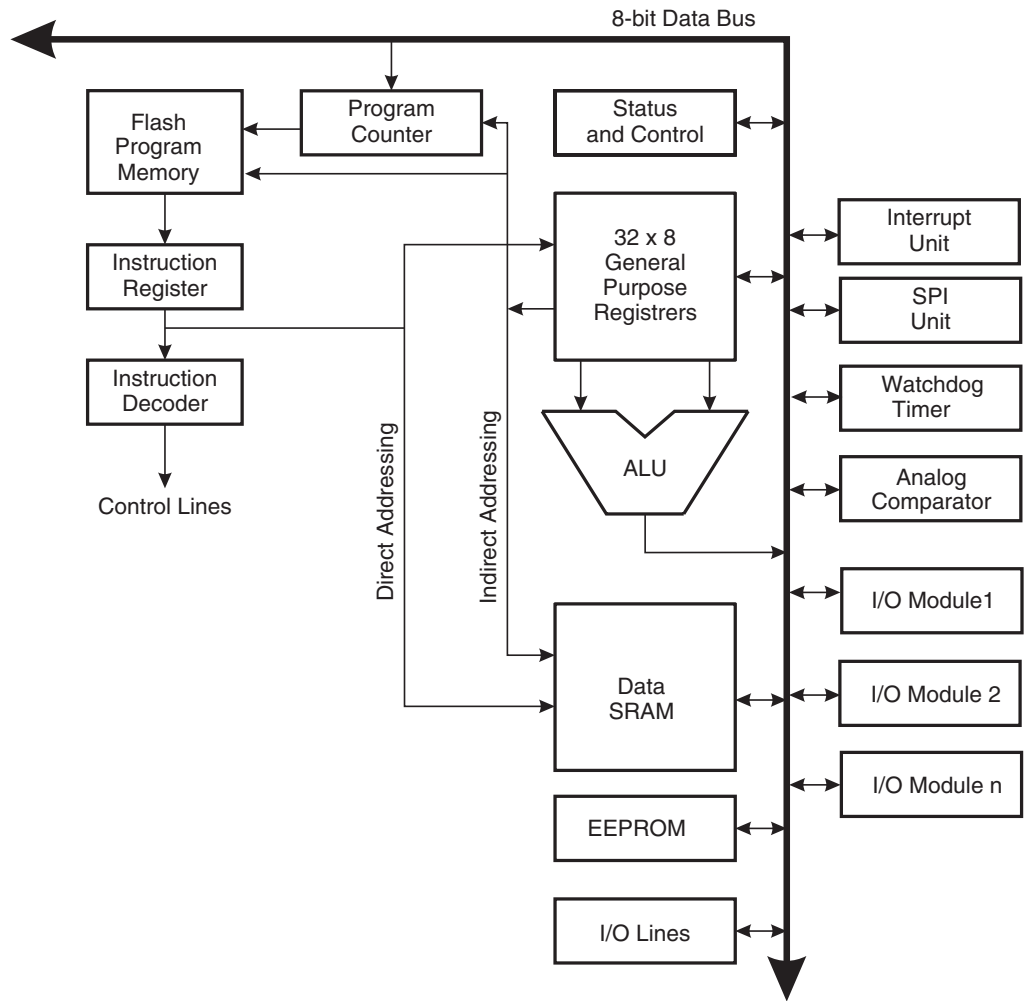 8-bit Data Bus
Flash
Program
Memory
Program
Counter
Status
and Control
32 x 8
General
Purpose
Registrers
Interrupt
Unit
Instruction
Register
SPI
Unit
Instruction
Decoder
Watchdog
Timer
Control Lines
Direct Addressing
Indirect Addressing
ALU
Analog
Comparator
I/O Module1
Data
SRAM
I/O Module 2
I/O Module n
EEPROM
I/O Lines